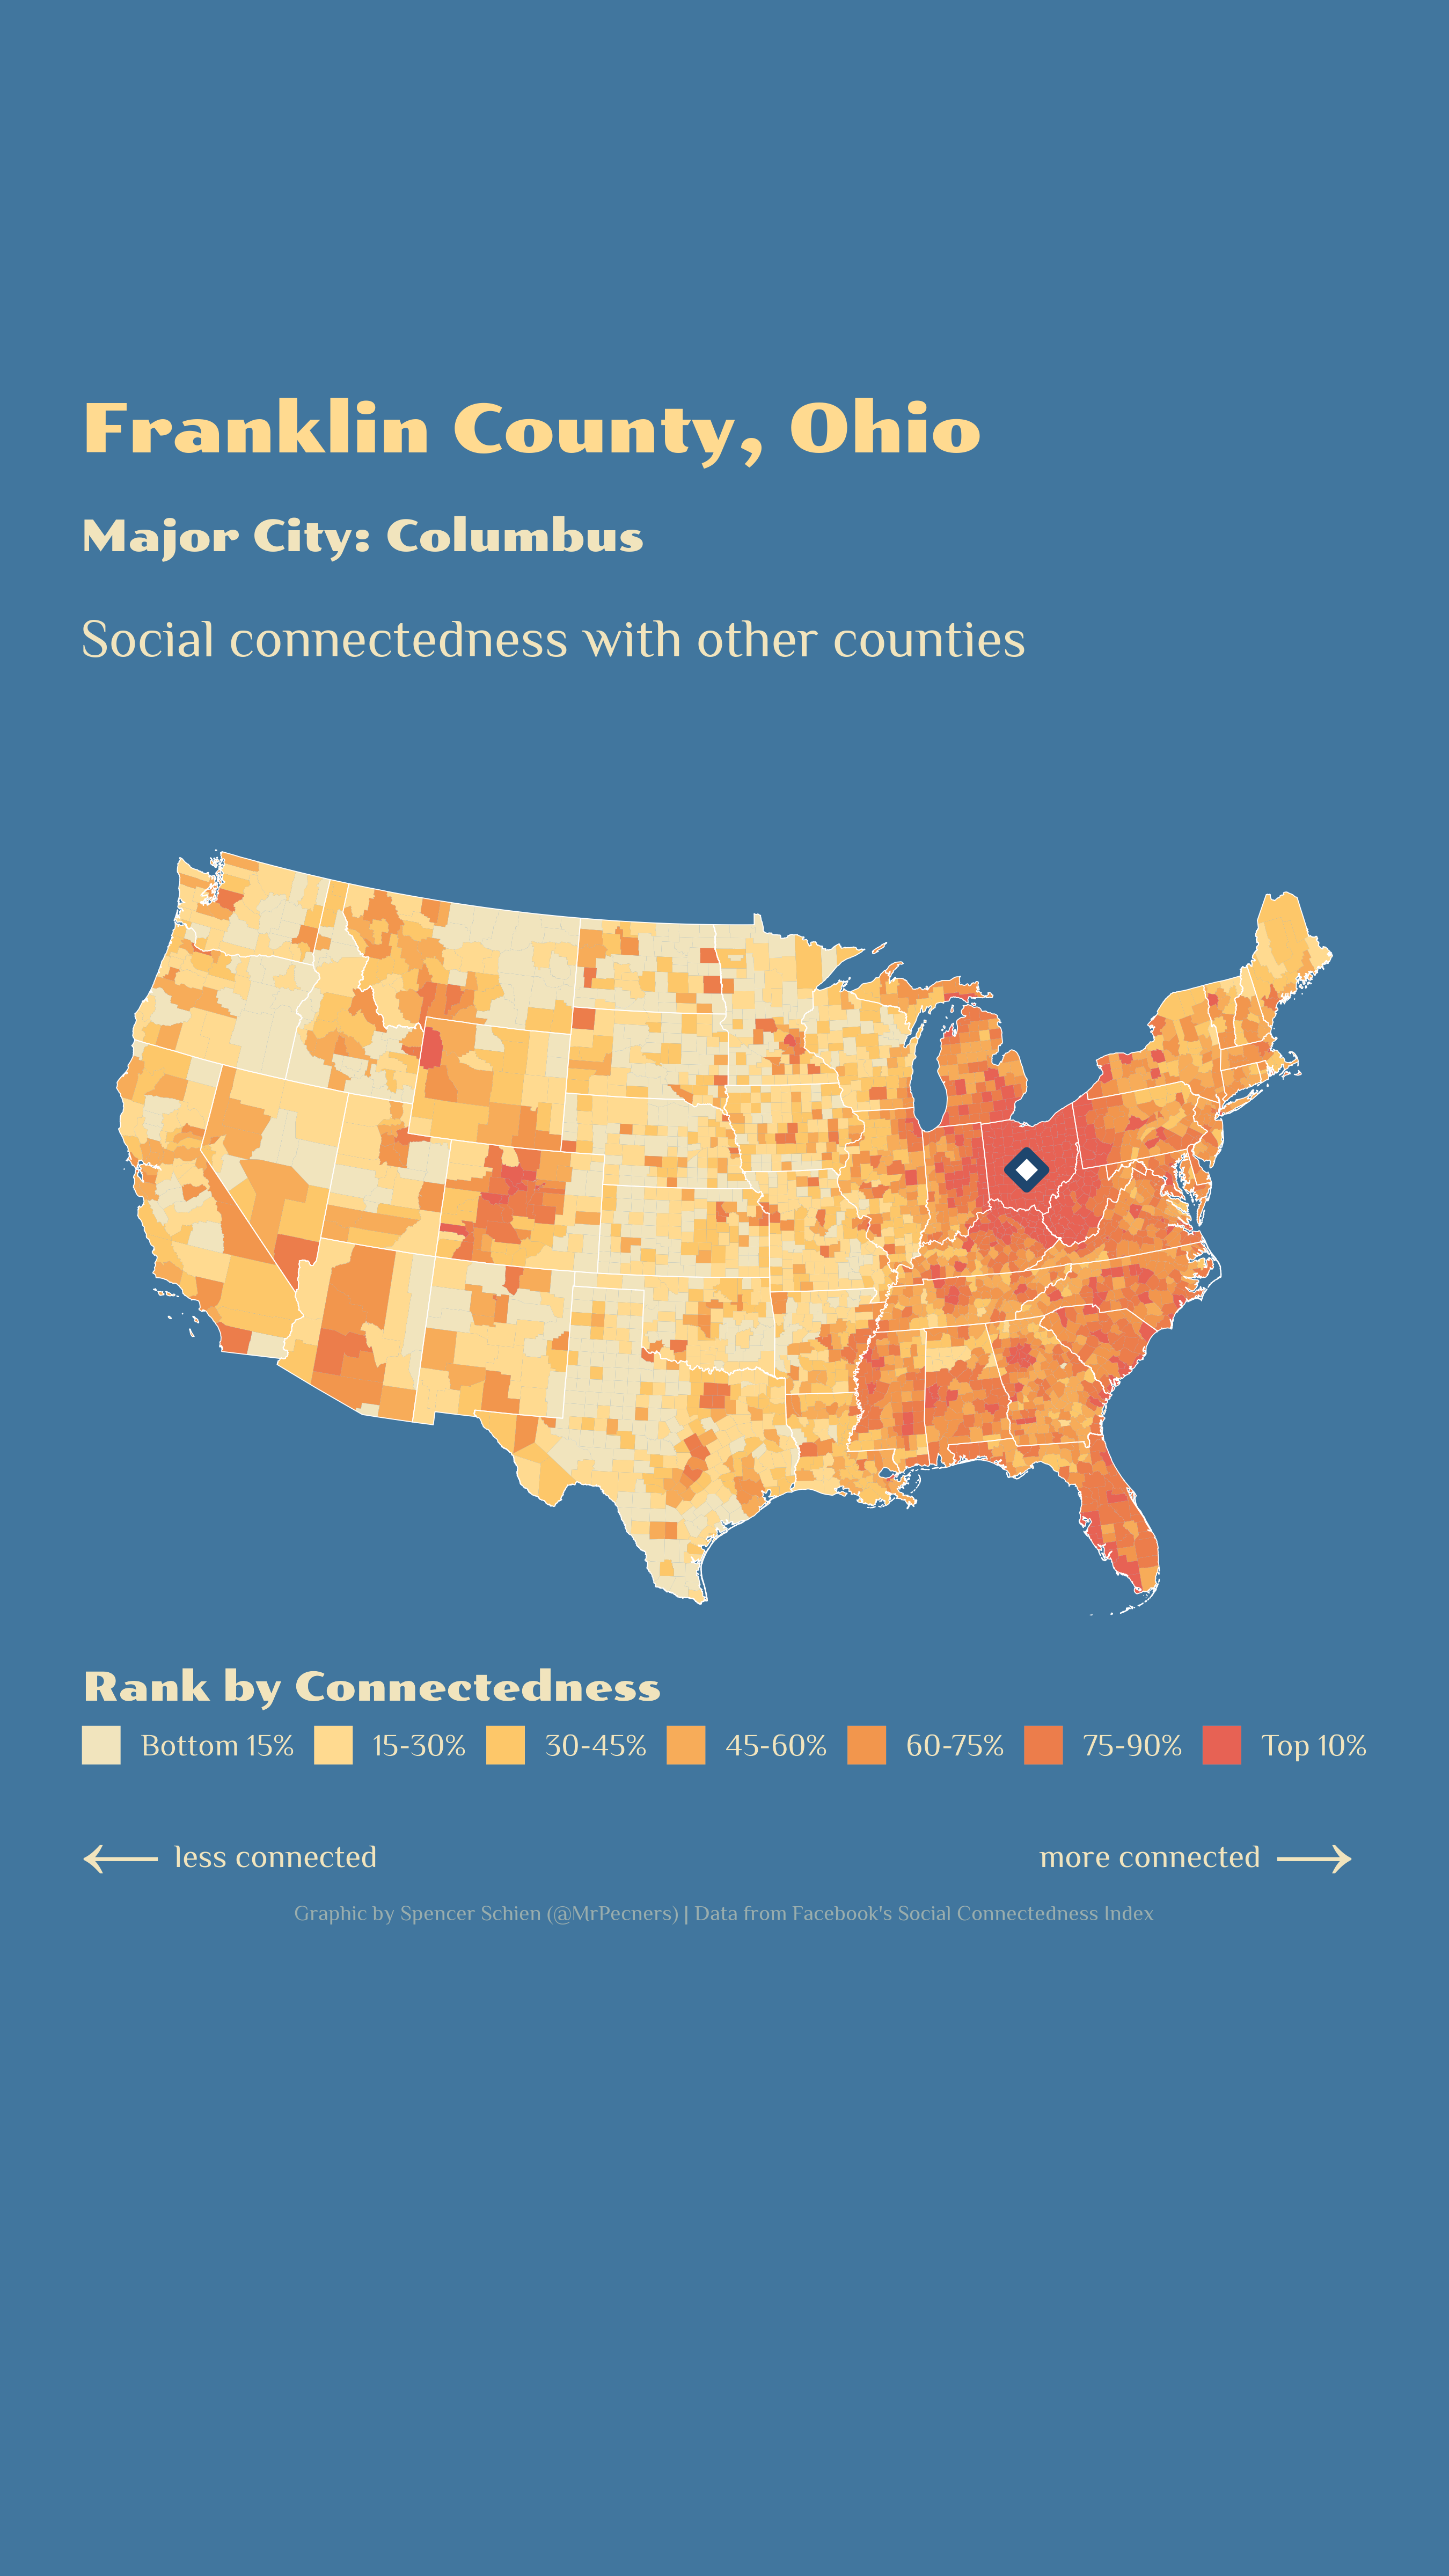 Franklin County, Ohio
Major City: Columbus
Social connectedness with other counties
Rank by Connectedness
Bottom 15% 15-30% 30-45% 45-60% 60-75% 75-90% Top 10%
← less connected more connected →
Graphic by Spencer Schien (@MrPecners) | Data from Facebook's Social Connectedness Index